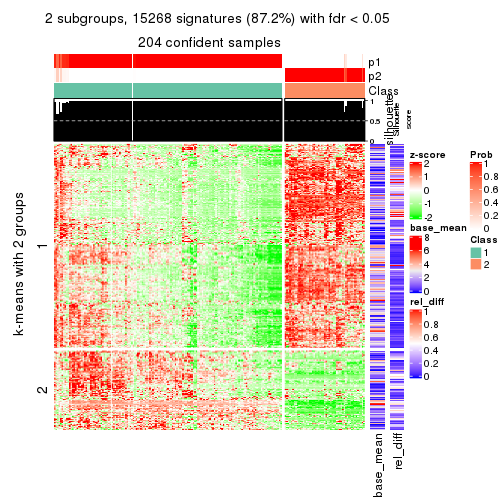 2 subgroups, 15268 signatures (87.2%) with fdr < 0.05
204 confident samples
p1
p2
Class
1
0.5
0
silhouette
Silhouette
score
k-means with 2 groups
1
2
base_mean
rel_diff
z-score
2
1
0
-1
-2
base_mean
8
6
4
2
0
rel_diff
1
0.8
0.6
0.4
0.2
0
Prob
1
0.8
0.6
0.4
0.2
0
Class
1
2